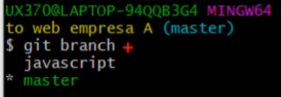 UX370@LAPTOP-94QQB3G4 MINGW64
to web empresa A (master)
$ git branch
javascript
* master